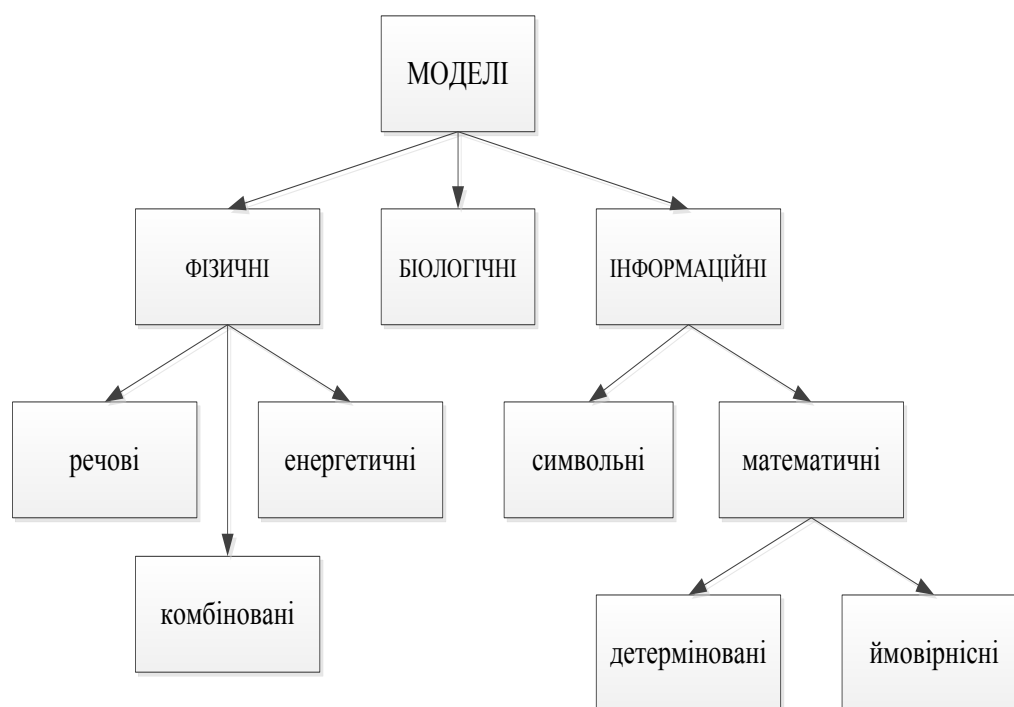 МОДЕЛІ
ФІЗИЧНІ
БІОЛОГІЧНІ
ІНФОРМАЦІЙНІ
речові
енергетичні
символьні
математичні
комбіновані
детерміновані
ймовірнісні